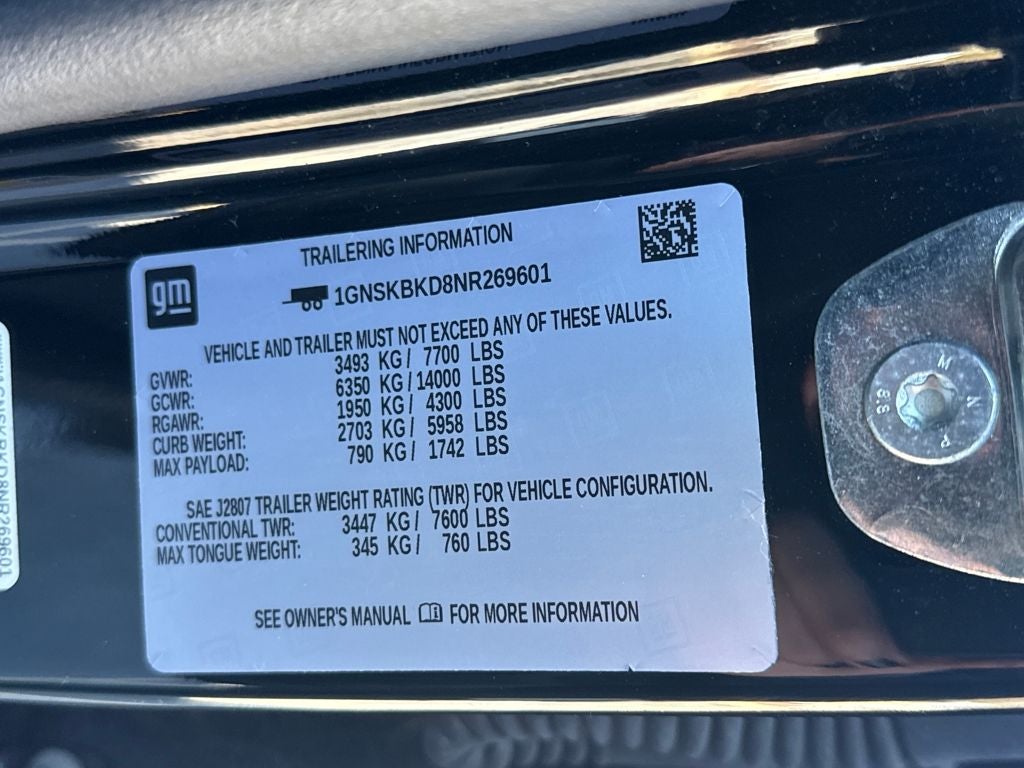 TRAILERING INFORMATION
gm
1GNSKBKD8NR269601
VEHICLE AND TRAILER MUST NOT EXCEED ANY OF THESE VALUES.
GVWR: 3493 KG / 7700 LBS
GCWR: 6350 KG / 14000 LBS
RGAWR: 1950 KG / 4300 LBS
CURB WEIGHT: 2703 KG / 5958 LBS
MAX PAYLOAD: 790 KG / 1742 LBS
SAE J2807 TRAILER WEIGHT RATING (TWR) FOR VEHICLE CONFIGURATION.
CONVENTIONAL TWR: 3447 KG / 7600 LBS
MAX TONGUE WEIGHT: 345 KG / 760 LBS
SEE OWNER'S MANUAL FOR MORE INFORMATION
M N P